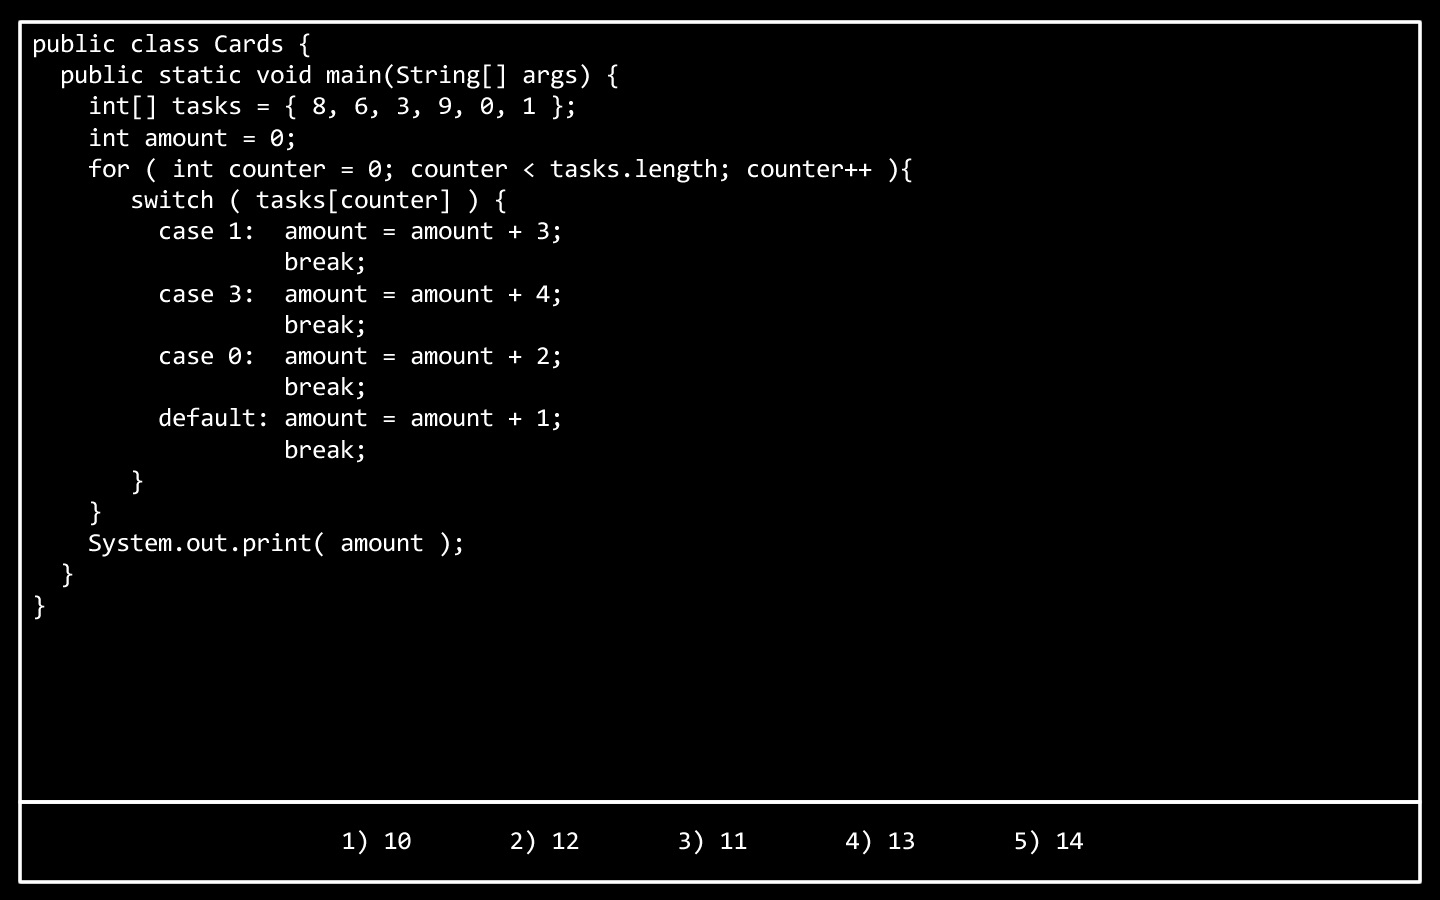 public class Cards {
  public static void main(String[] args) {
    int[] tasks = { 8, 6, 3, 9, 0, 1 };
    int amount = 0;
    for ( int counter = 0; counter < tasks.length; counter++ ){
       switch ( tasks[counter] ) {
         case 1:  amount = amount + 3;
                  break;
         case 3:  amount = amount + 4;
                  break;
         case 0:  amount = amount + 2;
                  break;
         default: amount = amount + 1;
                  break;
       }
    }
    System.out.print( amount );
  }
}
1) 10       2) 12       3) 11       4) 13       5) 14